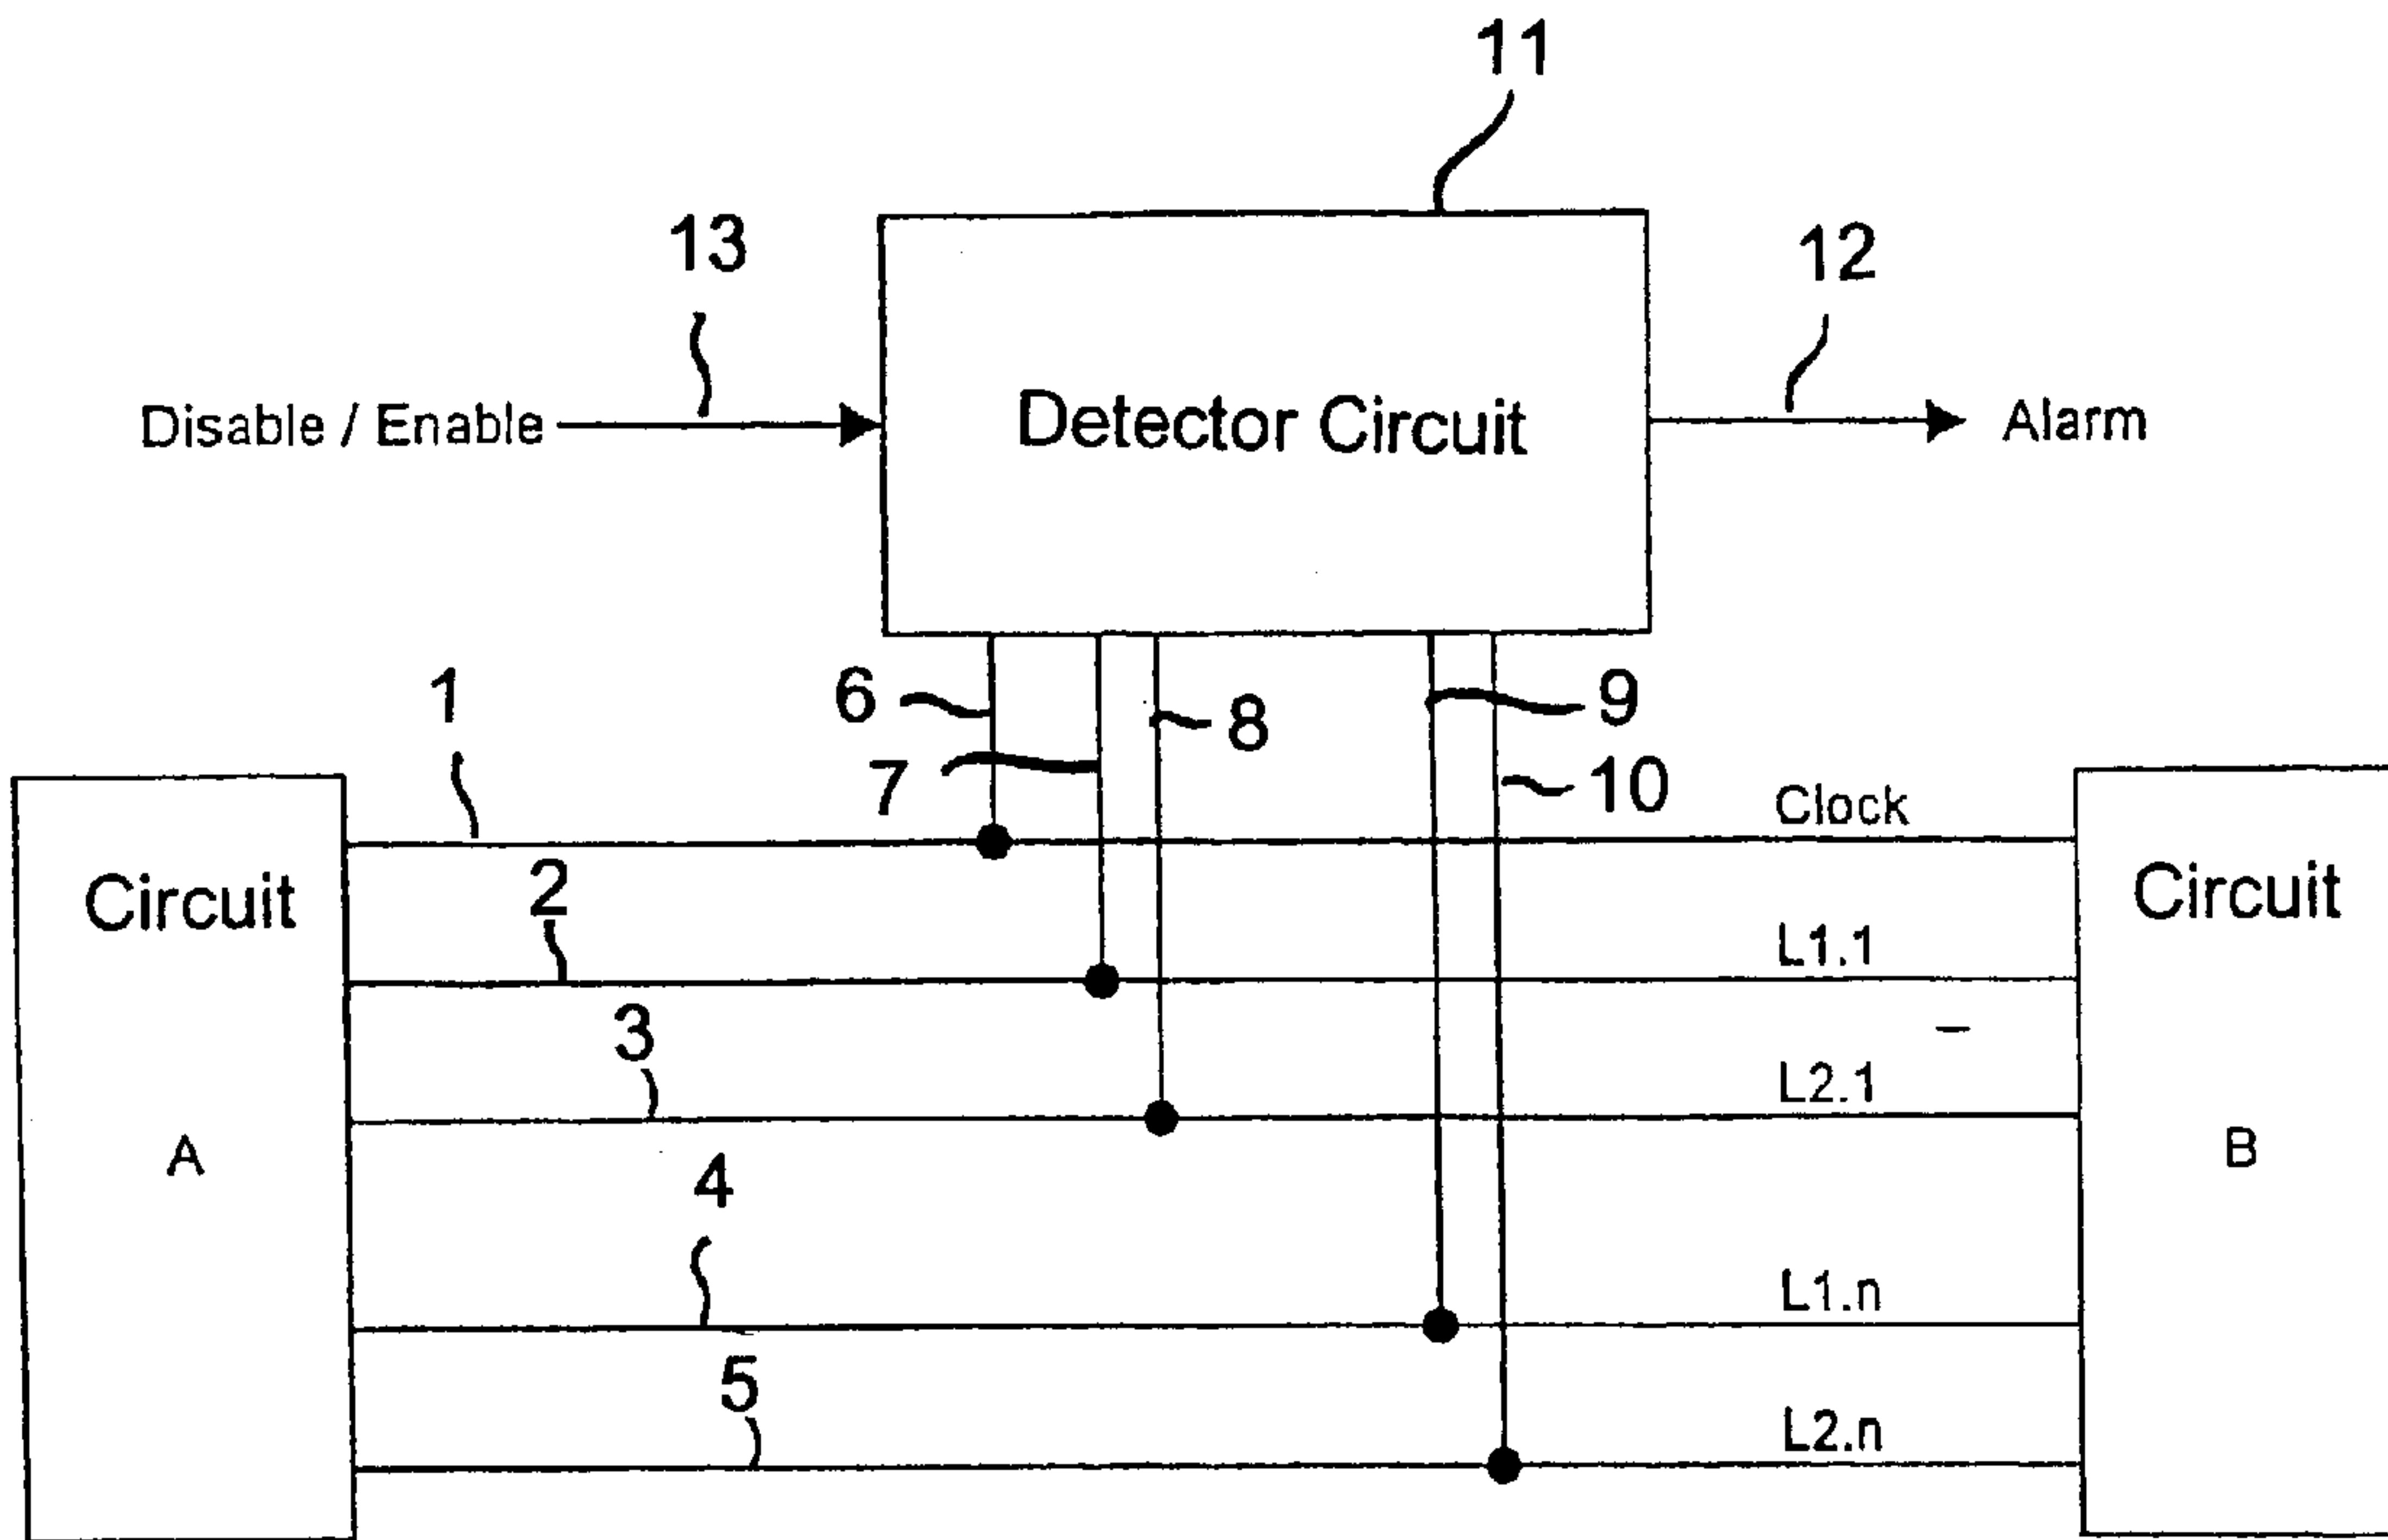 11
13
12
Disable / Enable
Detector Circuit
Alarm
1
6
8
9
7
10
Clock
Circuit
2
Circuit
L1.1
3
L2.1
A
4
B
L1.n
5
L2.n